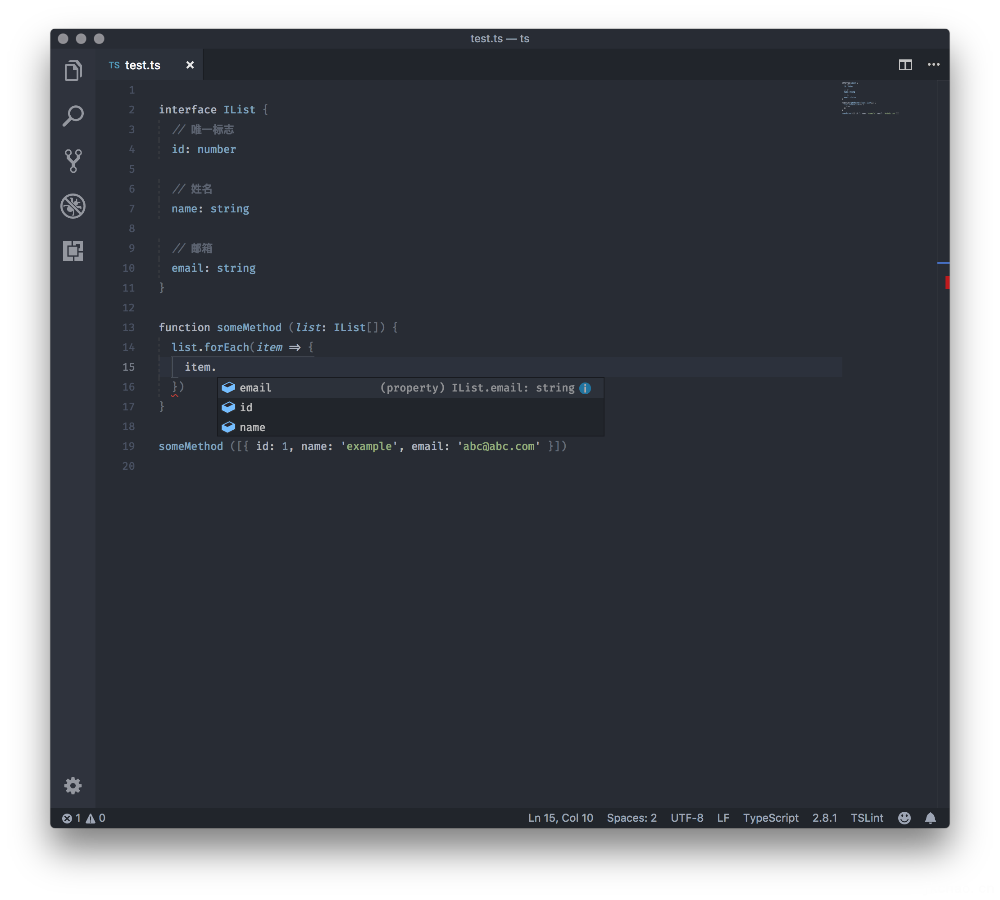 test.ts — ts
TS test.ts
1
2 interface IList {
3 // 唯一标志
4 id: number
5
6 // 姓名
7 name: string
8
9 // 邮箱
10 email: string
11 }
12
13 function someMethod (list: IList[]) {
14 list.forEach(item => {
15 item.
16 })
email (property) IList.email: string
17 }
id
18
name
19 someMethod ([{ id: 1, name: 'example', email: 'abc@abc.com' }])
20
1 0 Ln 15, Col 10 Spaces: 2 UTF-8 LF TypeScript 2.8.1 TSLint